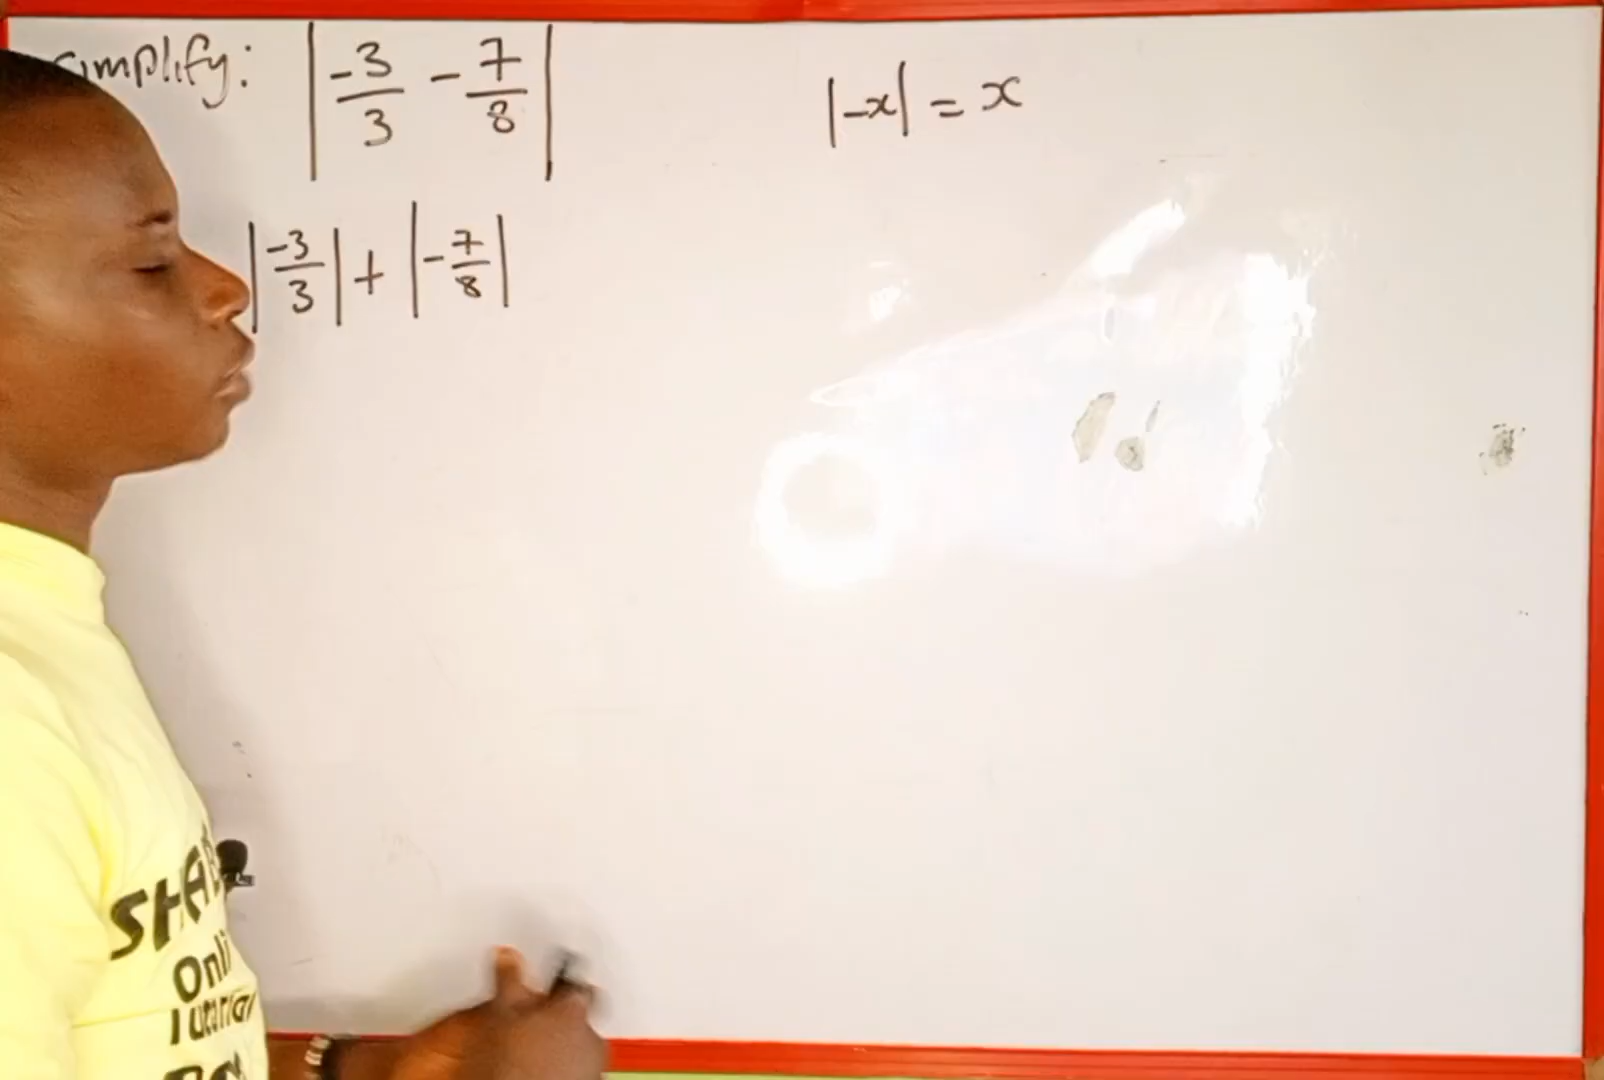 simplify: |-3/3 - 7/8|
|-x| = x
|-3/3| + |-7/8|